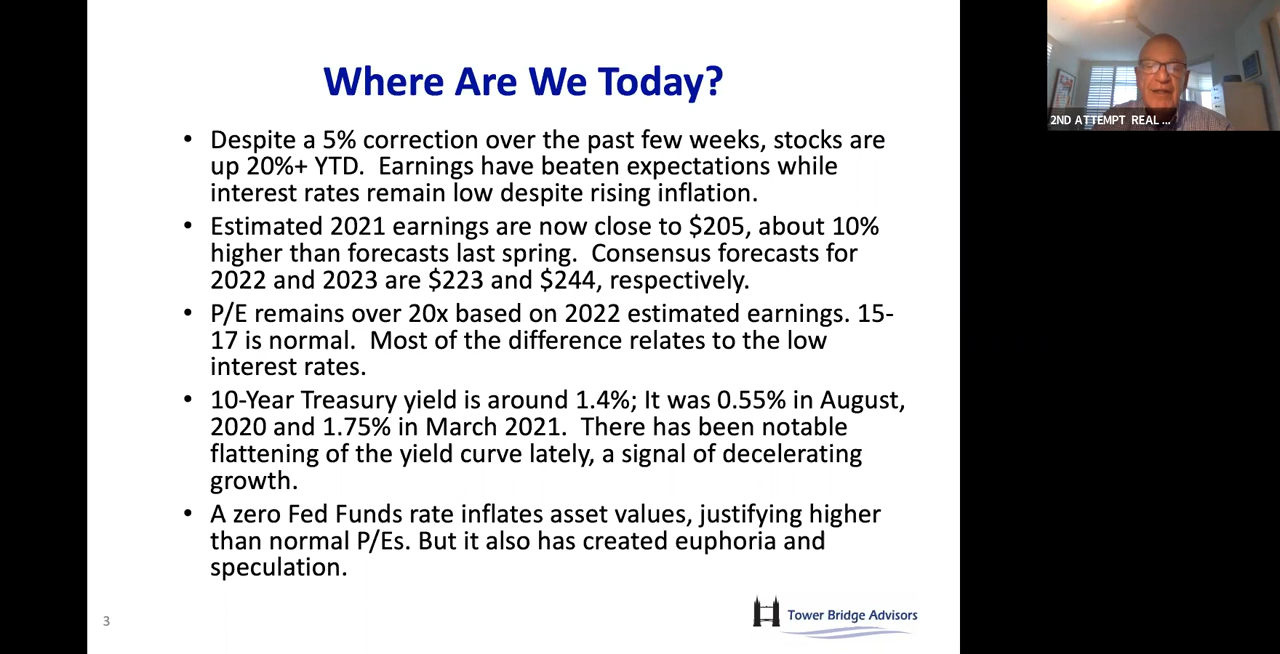 Where Are We Today?
• Despite a 5% correction over the past few weeks, stocks are
up 20%+ YTD.  Earnings have beaten expectations while
interest rates remain low despite rising inflation.
• Estimated 2021 earnings are now close to $205, about 10%
higher than forecasts last spring.  Consensus forecasts for
2022 and 2023 are $223 and $244, respectively.
• P/E remains over 20x based on 2022 estimated earnings. 15-
17 is normal.  Most of the difference relates to the low
interest rates.
• 10-Year Treasury yield is around 1.4%; It was 0.55% in August,
2020 and 1.75% in March 2021.  There has been notable
flattening of the yield curve lately, a signal of decelerating
growth.
• A zero Fed Funds rate inflates asset values, justifying higher
than normal P/Es. But it also has created euphoria and
speculation.
3
Tower Bridge Advisors
2ND ATTEMPT REAL ...